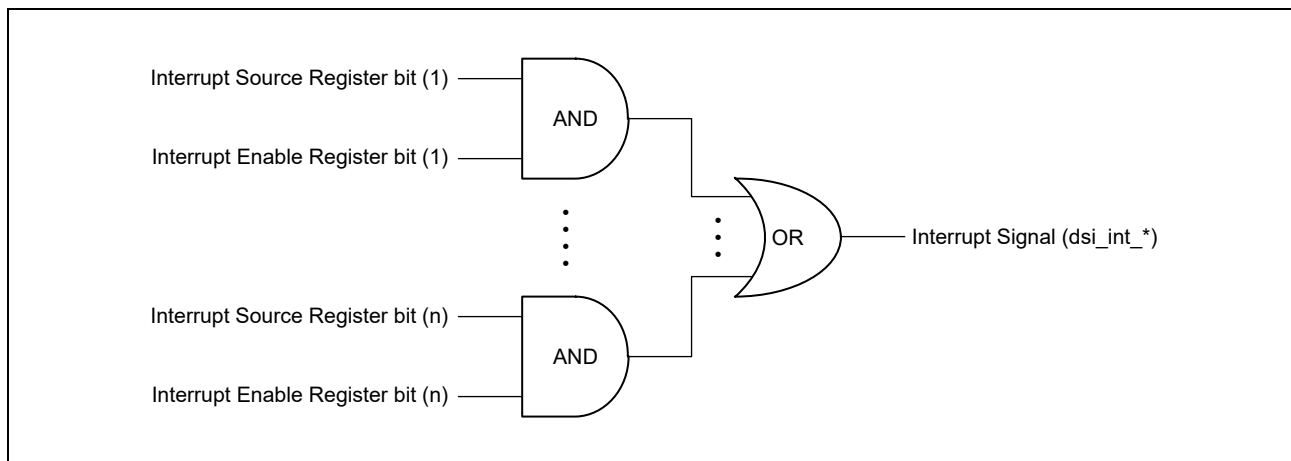 Interrupt Source Register bit (1)
AND
Interrupt Enable Register bit (1)
OR
Interrupt Signal (dsi_int_*)
Interrupt Source Register bit (n)
AND
Interrupt Enable Register bit (n)